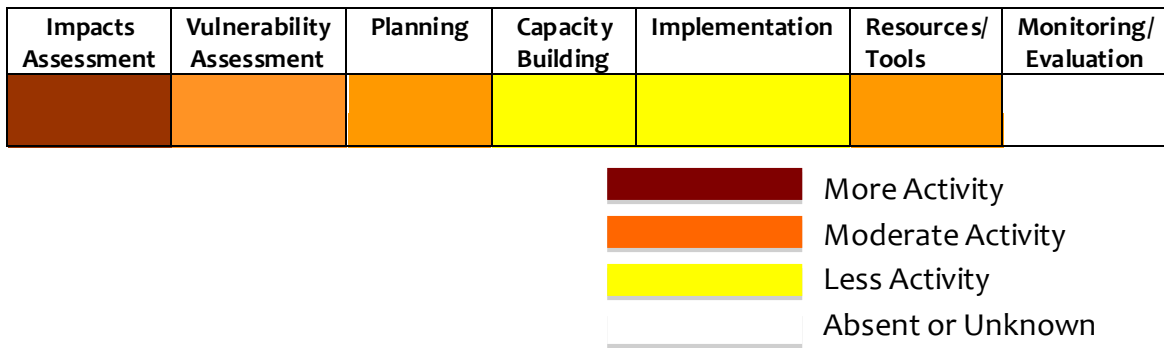 Impacts Assessment
Vulnerability Assessment
Planning
Capacity Building
Implementation
Resources/ Tools
Monitoring/ Evaluation
More Activity
Moderate Activity
Less Activity
Absent or Unknown